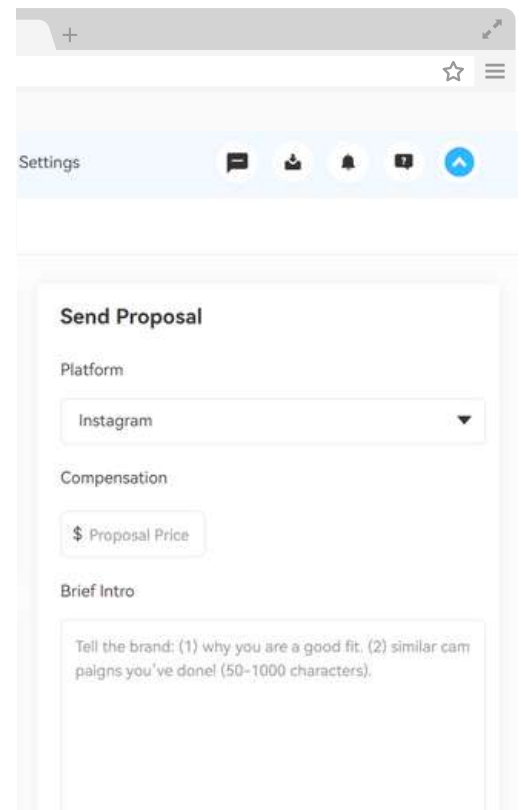 Settings
Send Proposal
Platform
Instagram
Compensation
$ Proposal Price
Brief Intro
Tell the brand: (1) why you are a good fit. (2) similar cam
paigns you've done! (50-1000 characters).